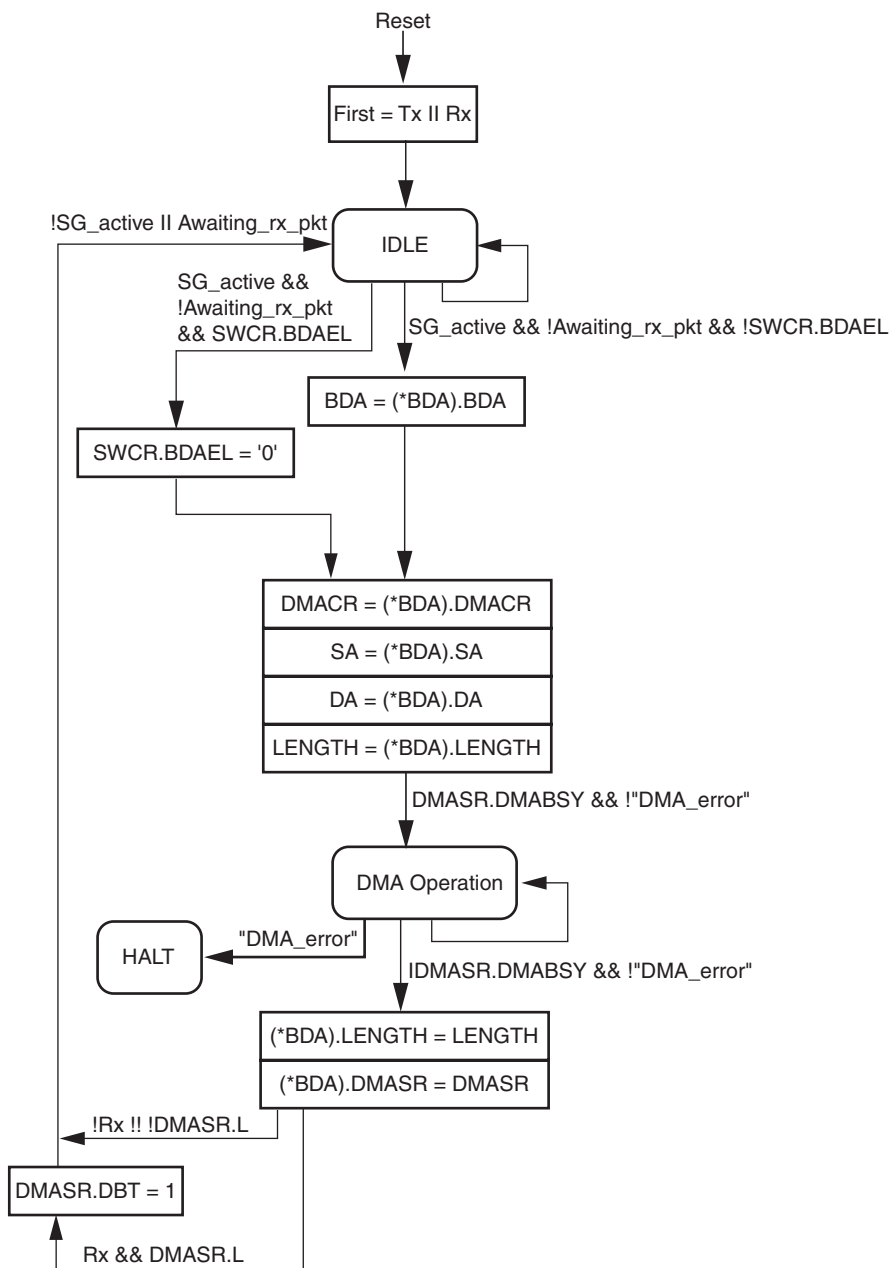 Reset
First = Tx II Rx
!SG_active II Awaiting_rx_pkt
IDLE
SG_active &&
!Awaiting_rx_pkt
&& SWCR.BDAEL
SG_active && !Awaiting_rx_pkt && !SWCR.BDAEL
BDA = (*BDA).BDA
SWCR.BDAEL = '0'
DMACR = (*BDA).DMACR
SA = (*BDA).SA
DA = (*BDA).DA
LENGTH = (*BDA).LENGTH
DMASR.DMABSY && !"DMA_error"
DMA Operation
"DMA_error"
HALT
IDMASR.DMABSY && !"DMA_error"
(*BDA).LENGTH = LENGTH
(*BDA).DMASR = DMASR
!Rx !! !DMASR.L
DMASR.DBT = 1
Rx && DMASR.L